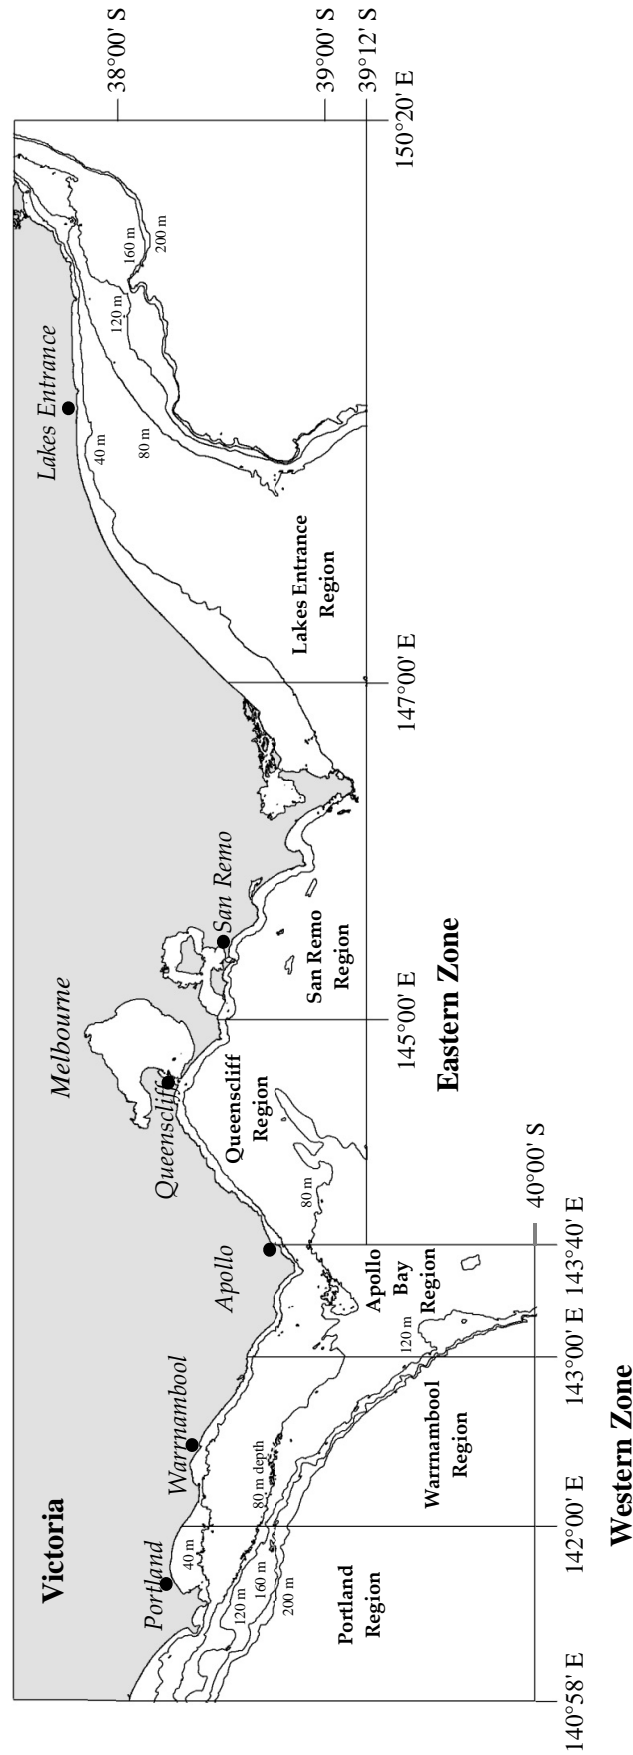 Victoria
Portland
Warrnambool
Apollo
Queenscliff
Melbourne
San Remo
Lakes Entrance
38°00' S
39°00' S
39°12' S
40°00' S
40 m
120 m
160 m
200 m
80 m depth
120 m
80 m
40 m
80 m
120 m
160 m
200 m
Portland
Region
Warrnambool
Region
Apollo
Bay
Region
Queenscliff
Region
San Remo
Region
Lakes Entrance
Region
140°58' E
142°00' E
143°00' E
143°40' E
145°00' E
147°00' E
150°20' E
Western Zone
Eastern Zone